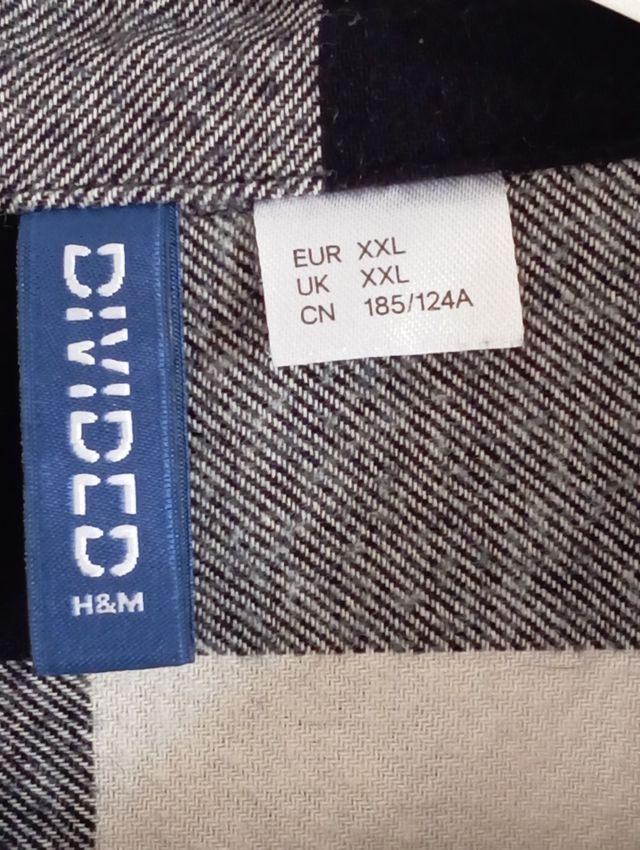 DIVIDED
H&M
EUR XXL
UK XXL
CN 185/124A